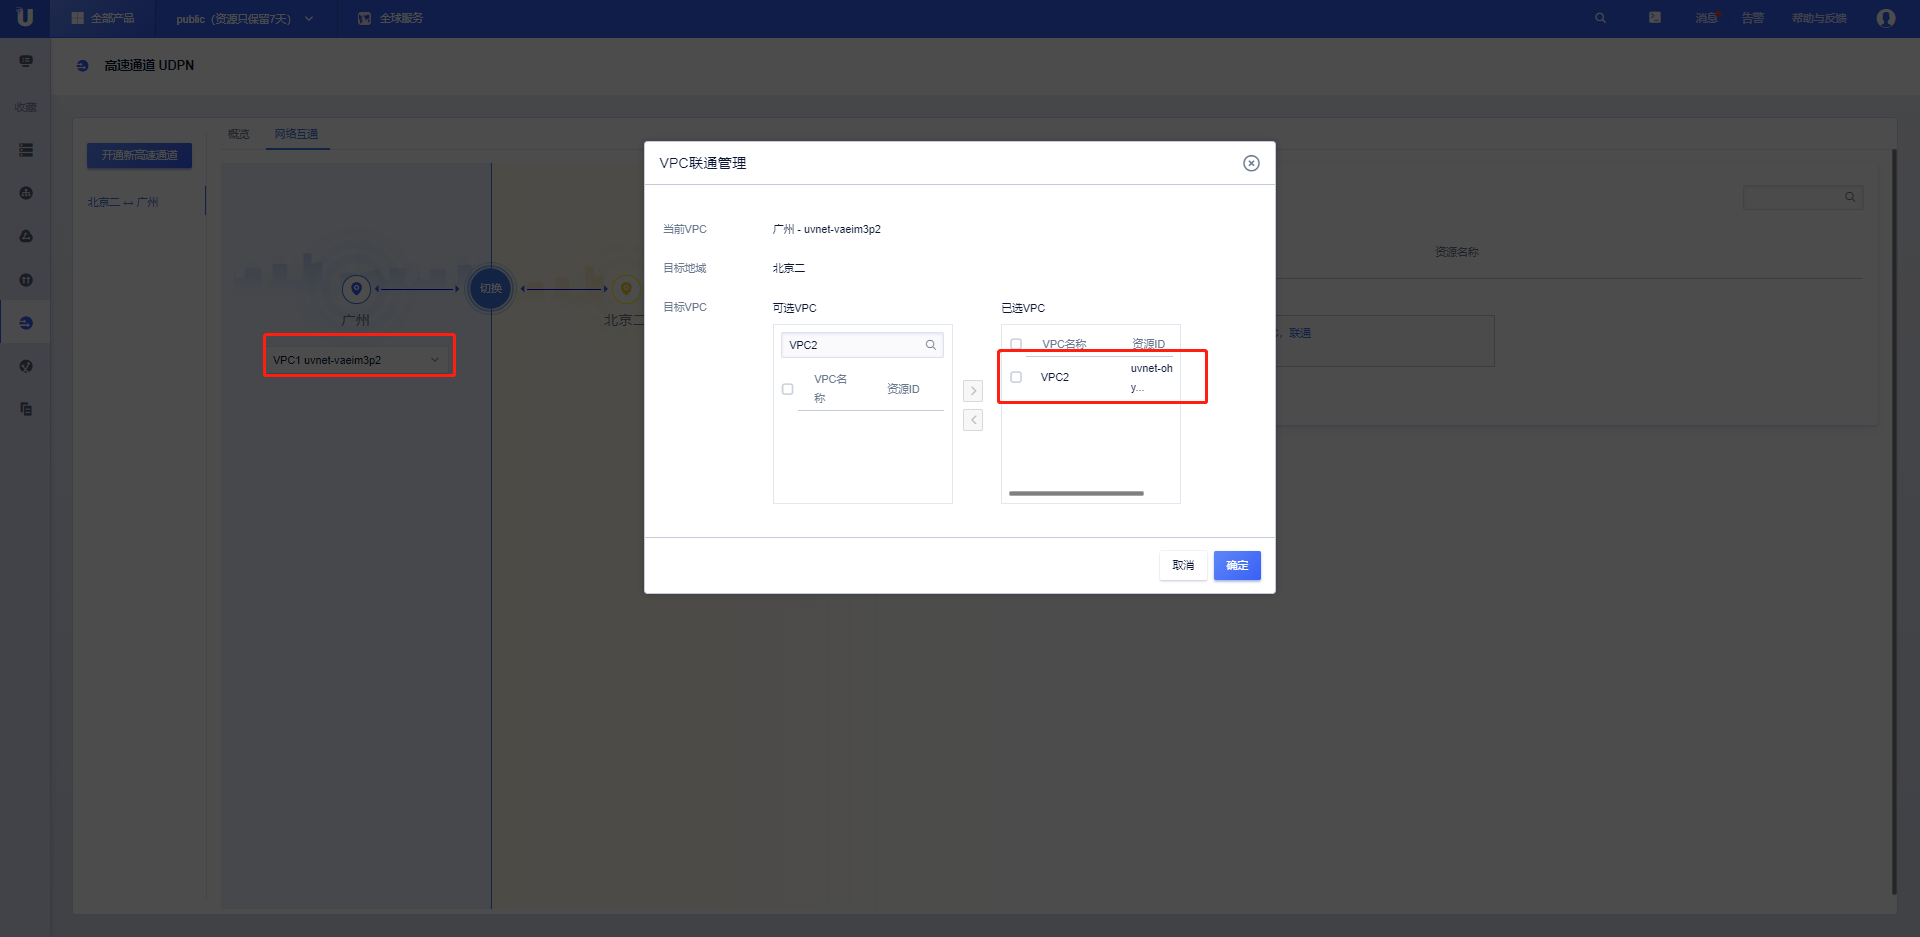 全部产品
public (资源只保留7天)
全球服务
消息
告警
帮助与反馈
高速通道 UDPN
收藏
概览
网络互通
开通新高速通道
北京二 ↔ 广州
切换
广州
北京二
VPC1 uvnet-vaeim3p2
资源名称
，联通
VPC联通管理
当前VPC
广州 - uvnet-vaeim3p2
目标地域
北京二
目标VPC
可选VPC
已选VPC
VPC2
VPC名
称
资源ID
VPC名称
资源ID
VPC2
uvnet-oh
y...
取消
确定